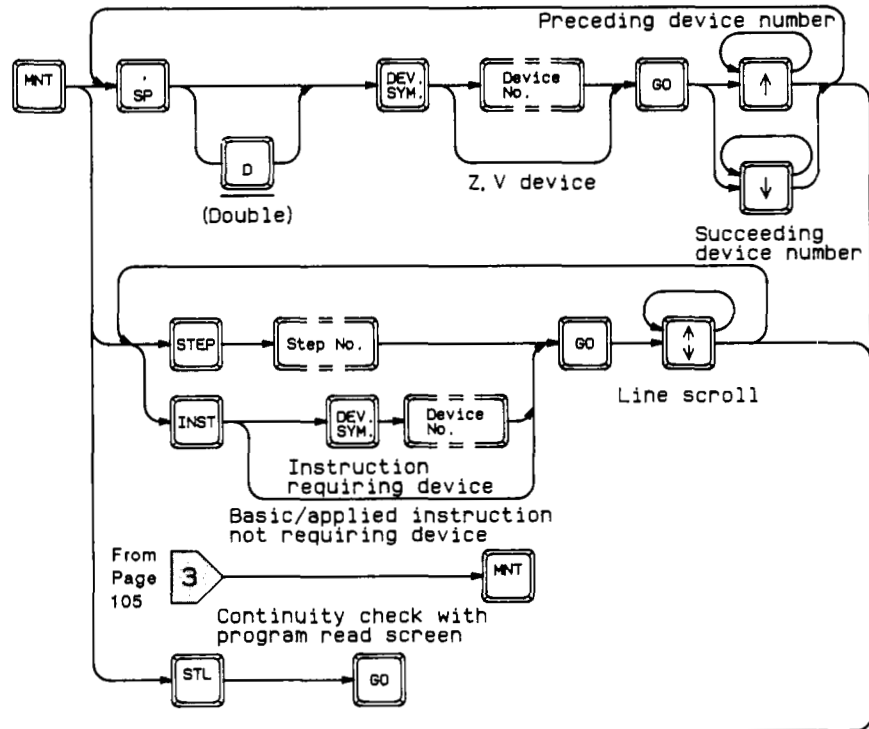 Preceding device number
MNT
' SP
DEV. SYM.
Device No.
GO
↑
D
(Double)
Z, V device
↓
Succeeding
device number
STEP
Step No.
GO
↑ ↓
Line scroll
INST
DEV. SYM.
Device No.
Instruction
requiring device
Basic/applied instruction
not requiring device
From
Page
105
3
MNT
Continuity check with
program read screen
STL
GO